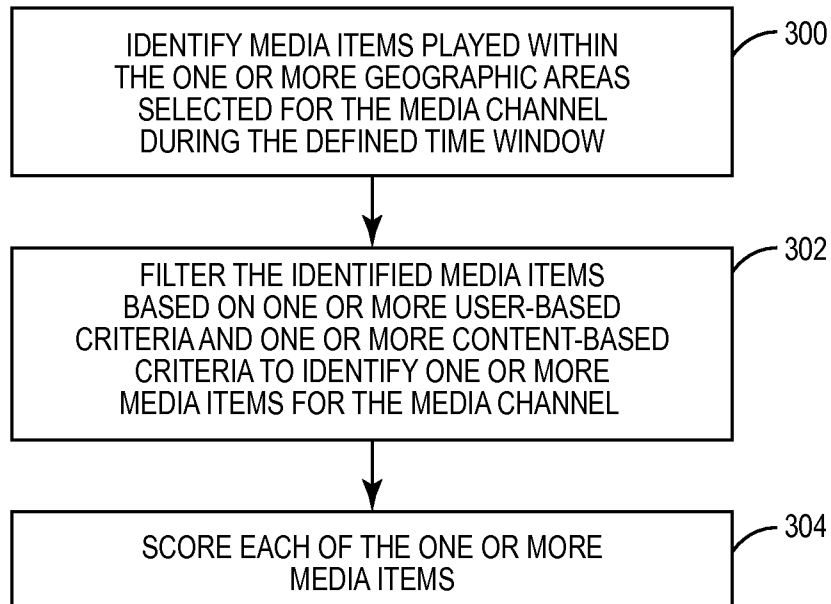 IDENTIFY MEDIA ITEMS PLAYED WITHIN
THE ONE OR MORE GEOGRAPHIC AREAS
SELECTED FOR THE MEDIA CHANNEL
DURING THE DEFINED TIME WINDOW
300
FILTER THE IDENTIFIED MEDIA ITEMS
BASED ON ONE OR MORE USER-BASED
CRITERIA AND ONE OR MORE CONTENT-BASED
CRITERIA TO IDENTIFY ONE OR MORE
MEDIA ITEMS FOR THE MEDIA CHANNEL
302
SCORE EACH OF THE ONE OR MORE
MEDIA ITEMS
304